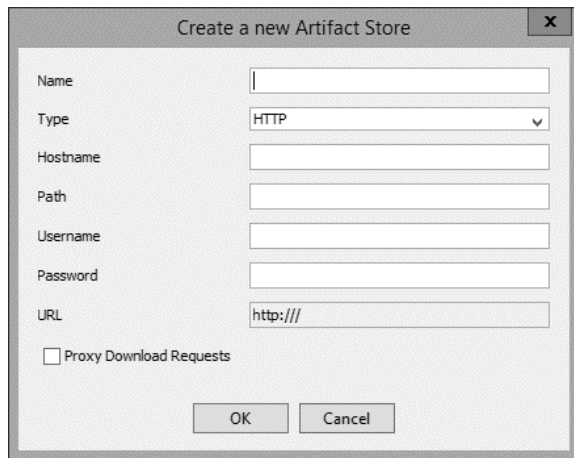 Create a new Artifact Store
x
Name
Type
HTTP
Hostname
Path
Username
Password
URL
http:///
Proxy Download Requests
OK
Cancel